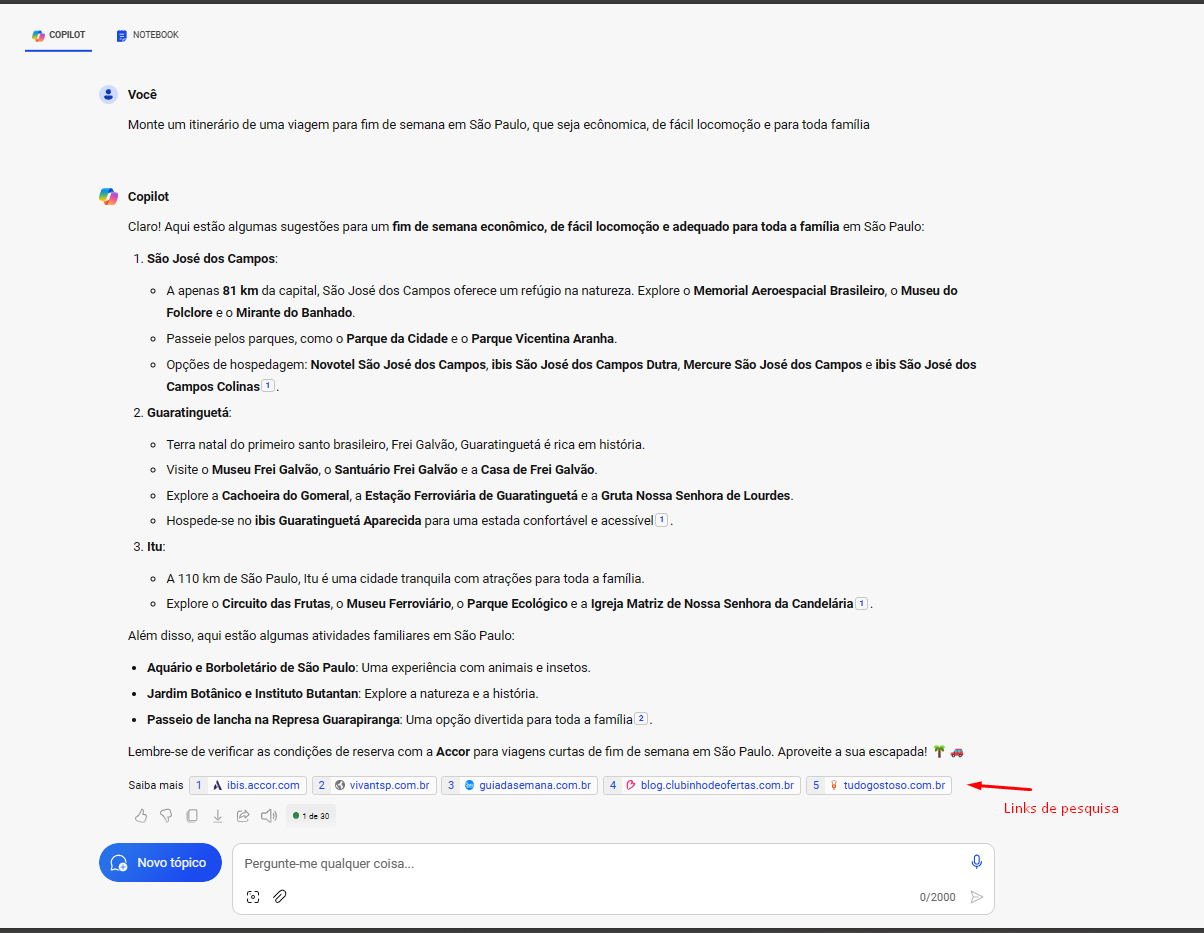 COPILOT NOTEBOOK
Você
Monte um itinerário de uma viagem para fim de semana em São Paulo, que seja ecônomica, de fácil locomoção e para toda família
Copilot
Claro! Aqui estão algumas sugestões para um fim de semana econômico, de fácil locomoção e adequado para toda a família em São Paulo:
1. São José dos Campos:
A apenas 81 km da capital, São José dos Campos oferece um refúgio na natureza. Explore o Memorial Aeroespacial Brasileiro, o Museu do
Folclore e o Mirante do Banhado.
Passeie pelos parques, como o Parque da Cidade e o Parque Vicentina Aranha.
Opções de hospedagem: Novotel São José dos Campos, ibis São José dos Campos Dutra, Mercure São José dos Campos e ibis São José dos
Campos Colinas 1 .
2. Guaratinguetá:
Terra natal do primeiro santo brasileiro, Frei Galvão, Guaratinguetá é rica em história.
Visite o Museu Frei Galvão, o Santuário Frei Galvão e a Casa de Frei Galvão.
Explore a Cachoeira do Gomeral, a Estação Ferroviária de Guaratinguetá e a Gruta Nossa Senhora de Lourdes.
Hospede-se no ibis Guaratinguetá Aparecida para uma estada confortável e acessível 1 .
3. Itu:
A 110 km de São Paulo, Itu é uma cidade tranquila com atrações para toda a família.
Explore o Circuito das Frutas, o Museu Ferroviário, o Parque Ecológico e a Igreja Matriz de Nossa Senhora da Candelária 1 .
Além disso, aqui estão algumas atividades familiares em São Paulo:
Aquário e Borboletário de São Paulo: Uma experiência com animais e insetos.
Jardim Botânico e Instituto Butantan: Explore a natureza e a história.
Passeio de lancha na Represa Guarapiranga: Uma opção divertida para toda a família 2 .
Lembre-se de verificar as condições de reserva com a Accor para viagens curtas de fim de semana em São Paulo. Aproveite a sua escapada! 🌴 🚗
Saiba mais 1 ibis.accor.com 2 vivantsp.com.br 3 guiadasemana.com.br 4 blog.clubinhodeofertas.com.br 5 tudogostoso.com.br
Links de pesquisa
1 de 30
Novo tópico
Pergunte-me qualquer coisa...
0/2000